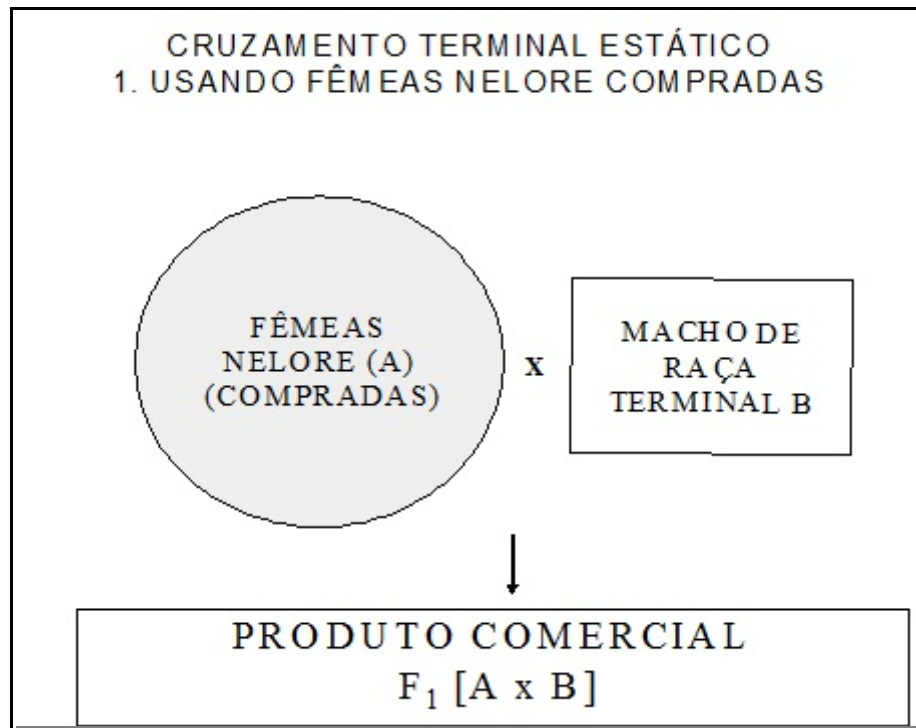 CRUZAMENTO TERMINAL ESTÁTICO
1. USANDO FÊMEAS NELORE COMPRADAS
FÊMEAS
NELORE (A)
(COMPRADAS)
x
MACHO DE
RAÇA
TERMINAL B
PRODUTO COMERCIAL
F₁ [A x B]